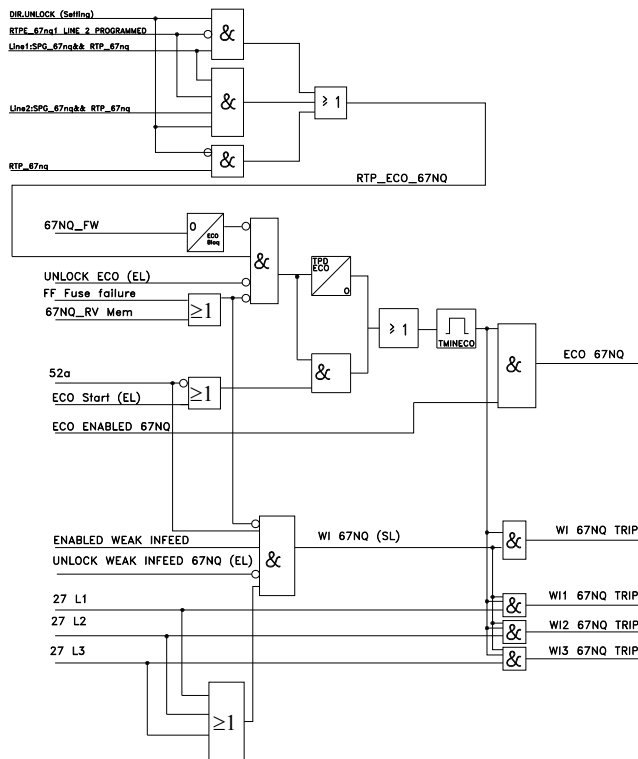 DIR.UNLOCK (Setting)
RTPE_67nq1 LINE 2 PROGRAMMED
Line1:SPG_67nq&& RTP_67nq
&
&
≥ 1
Line2:SPG_67nq&& RTP_67nq
&
RTP_67nq
RTP_ECO_67NQ
67NQ_FW
0
ECO
Bloq
&
TPD
ECO
0
UNLOCK ECO (EL)
FF Fuse failure
≥1
67NQ_RV Mem
≥ 1
TMINECO
&
ECO 67NQ
52a
≥1
&
ECO Start (EL)
ECO ENABLED 67NQ
ENABLED WEAK INFEED
&
WI 67NQ (SL)
&
WI 67NQ TRIP
UNLOCK WEAK INFEED 67NQ (EL)
27 L1
&
WI1 67NQ TRIP
27 L2
&
WI2 67NQ TRIP
27 L3
&
WI3 67NQ TRIP
≥1